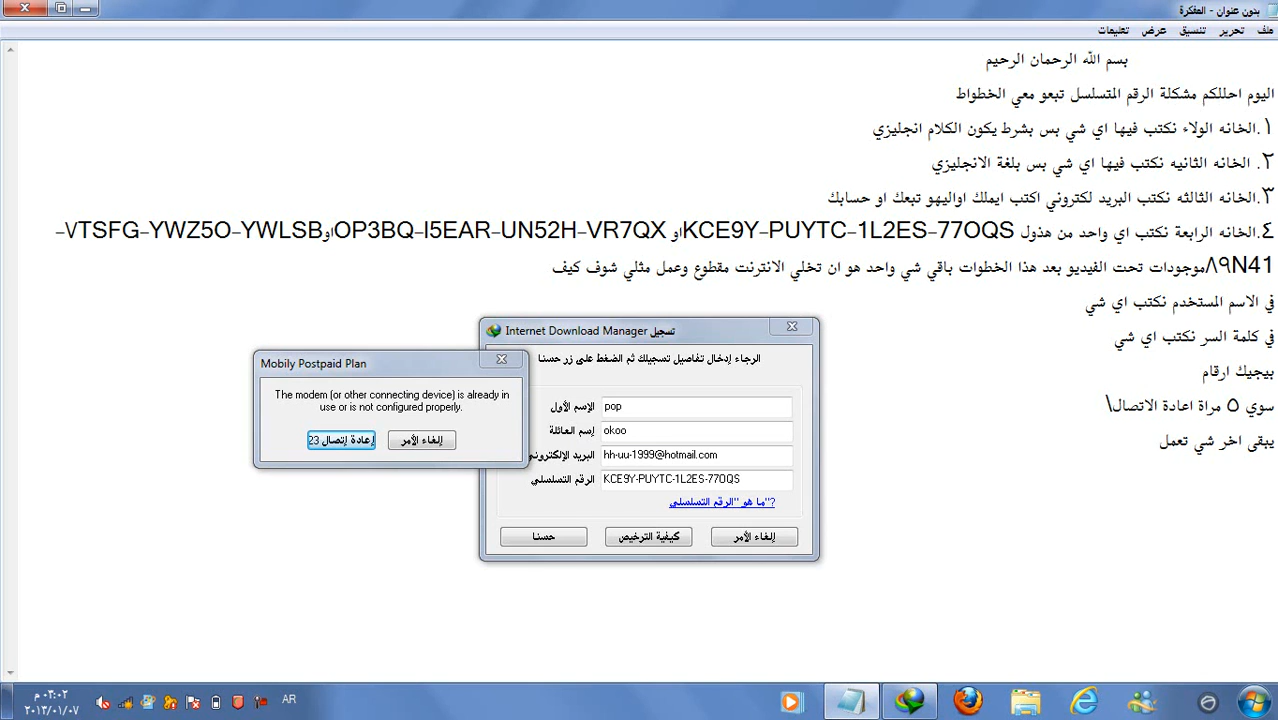 بدون عنوان - المفكرة
ملف تحرير تنسيق عرض تعليمات
بسم الله الرحمان الرحيم
اليوم احللكم مشكلة الرقم المتسلسل تبعو معي الخطواط
١.الخانه الولاء نكتب فيها اي شي بس بشرط يكون الكلام انجليزي
٢. الخانه الثانيه نكتب فيها اي شي بس بلغة الانجليزي
٣.الخانه الثالثه نكتب البريد لكتروني اكتب ايملك اواليهو تبعك او حسابك
٤.الخانه الرابعة نكتب اي واحد من هذول KCE9Y-PUYTC-1L2ES-77OQSاو OP3BQ-I5EAR-UN52H-VR7QXاوVTSFG-YWZ5O-YWLSB-
٨٩N41موجودات تحت الفيديو بعد هذا الخطوات باقي شي واحد هو ان تخلي الانترنت مقطوع وعمل مثلي شوف كيف
في الاسم المستخدم نكتب اي شي
في كلمة السر نكتب اي شي
بيجيك ارقام
سوي ٥ مراة اعادة الاتصال\
يبقى اخر شي تعمل
تسجيل Internet Download Manager
الرجاء إدخال تفاصيل تسجيلك ثم الضغط على زر حسنا
الإسم الأول pop
إسم العائلة okoo
البريد الإلكتروني hh-uu-1999@hotmail.com
الرقم التسلسلي KCE9Y-PUYTC-1L2ES-77OQS
ما هو "الرقم التسلسلي"?
حسنا كيفية الترخيص إلغاء الأمر
Mobily Postpaid Plan
The modem (or other connecting device) is already in
use or is not configured properly.
إعادة إتصال 23 إلغاء الأمر
AR
٠٣:٠٢ م
٢٠١٣/٠١/٠٧